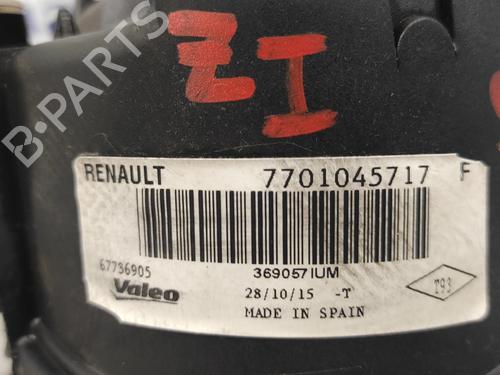 ZI
B-PARTS
RENAULT 7701045717 F
67736905 369057IUM
Valeo 28/10/15 -T T93
MADE IN SPAIN